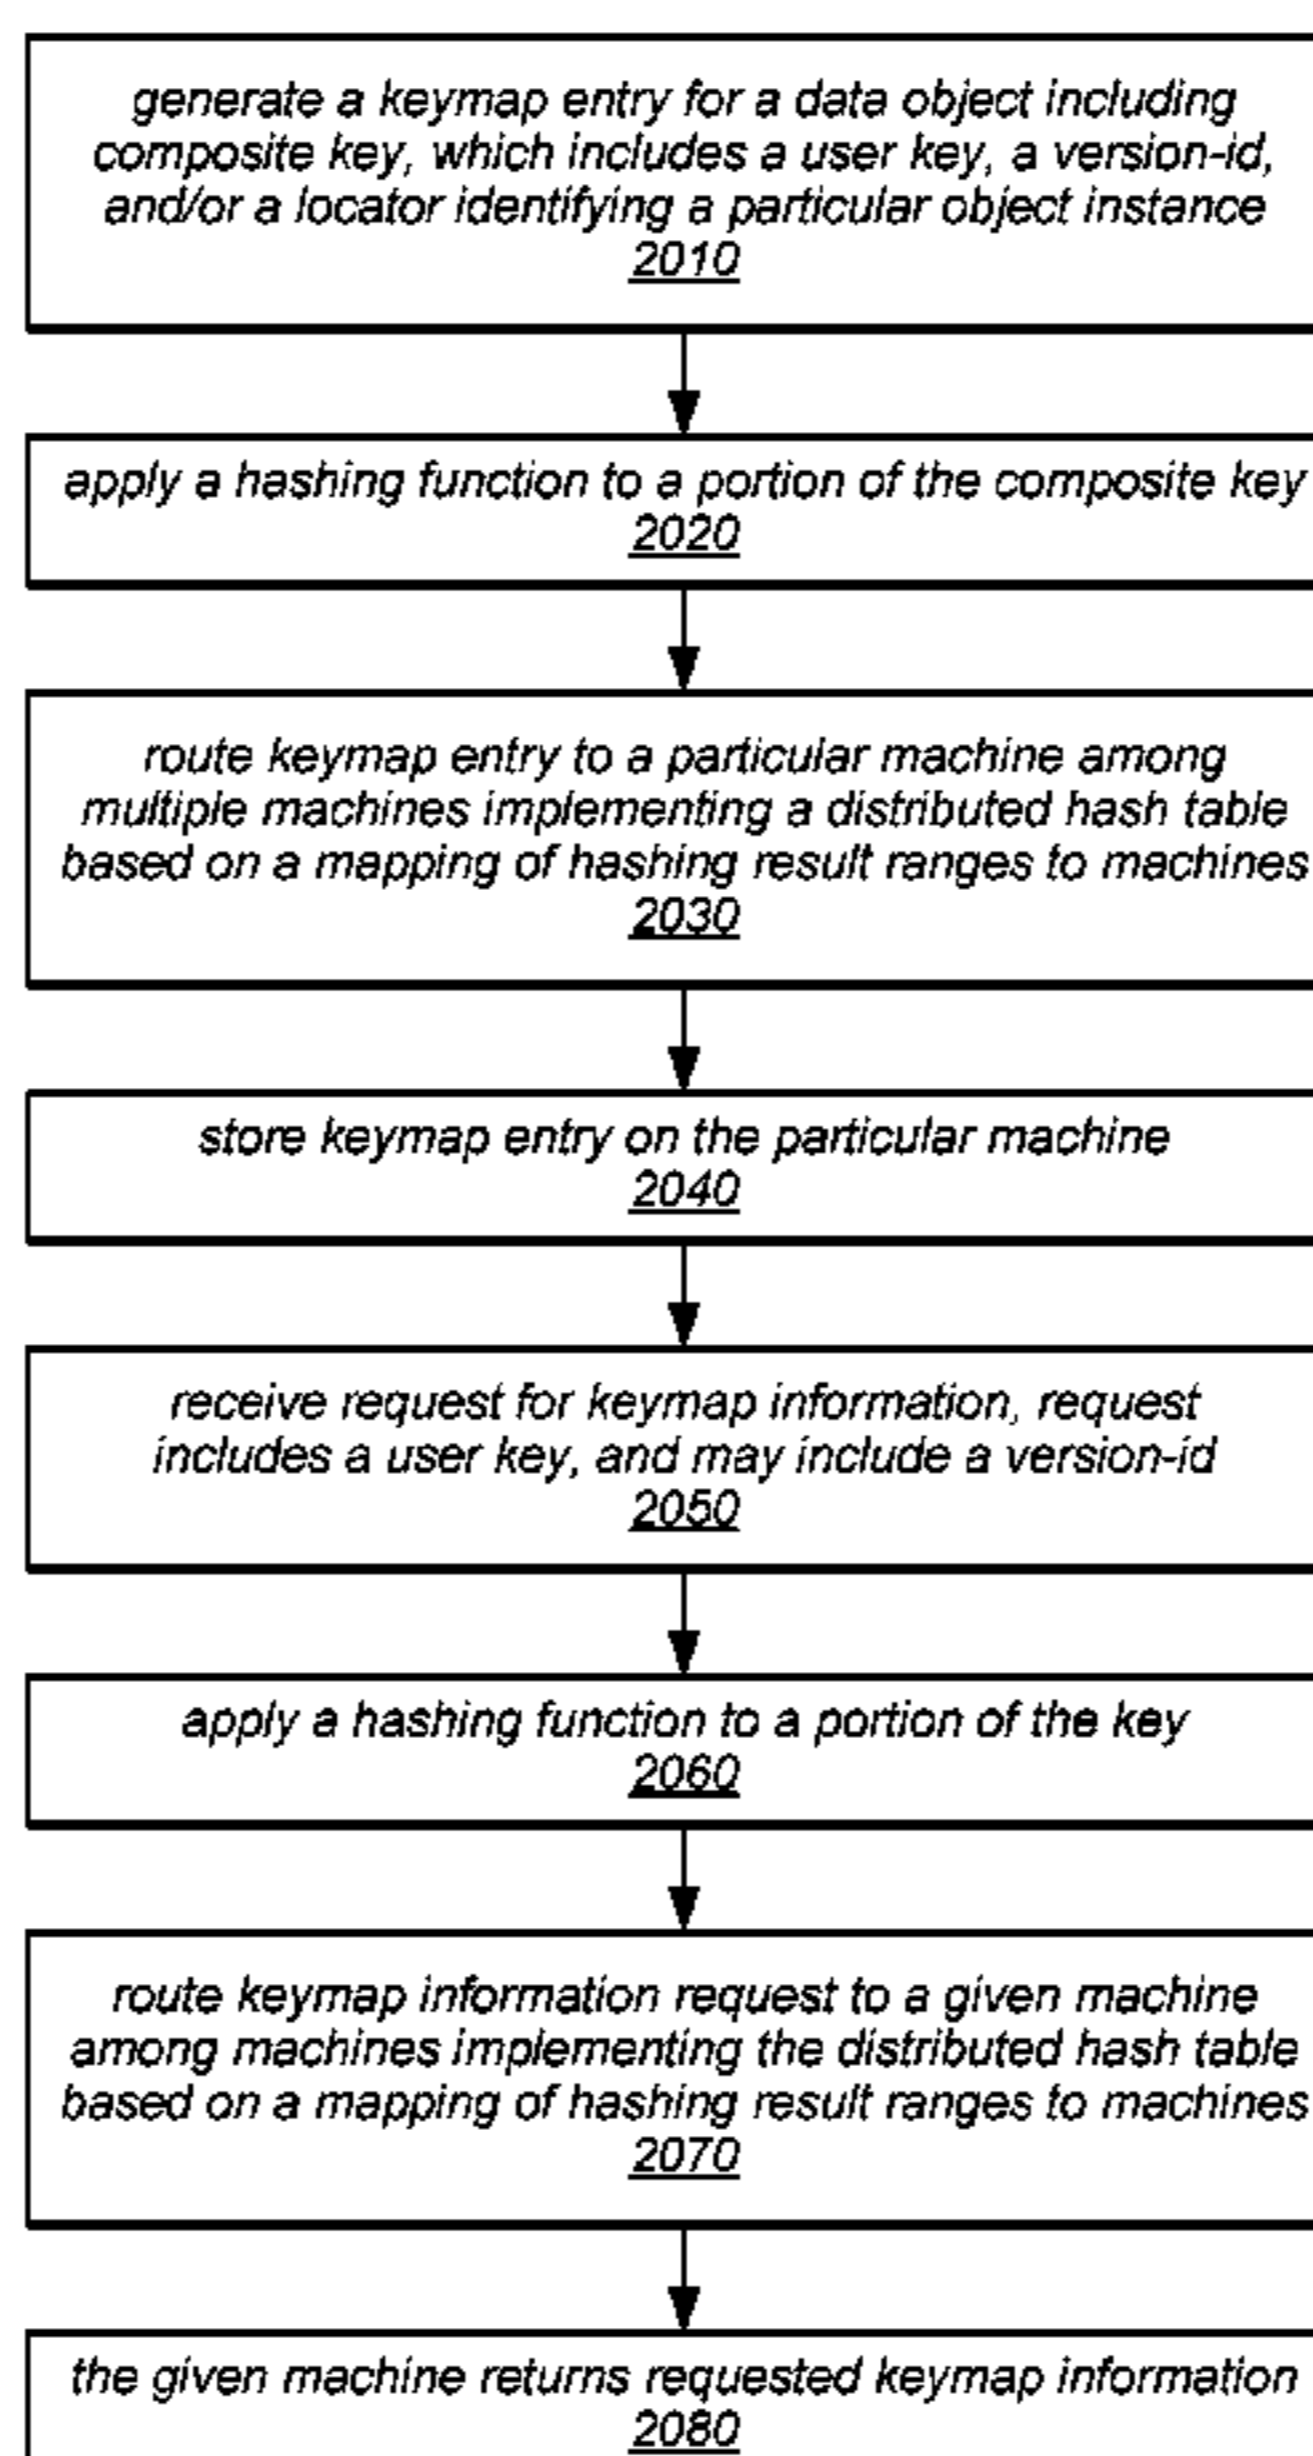 generate a keymap entry for a data object including
composite key, which includes a user key, a version-id,
and/or a locator identifying a particular object instance
2010
apply a hashing function to a portion of the composite key
2020
route keymap entry to a particular machine among
multiple machines implementing a distributed hash table
based on a mapping of hashing result ranges to machines
2030
store keymap entry on the particular machine
2040
receive request for keymap information, request
includes a user key, and may include a version-id
2050
apply a hashing function to a portion of the key
2060
route keymap information request to a given machine
among machines implementing the distributed hash table
based on a mapping of hashing result ranges to machines
2070
the given machine returns requested keymap information
2080